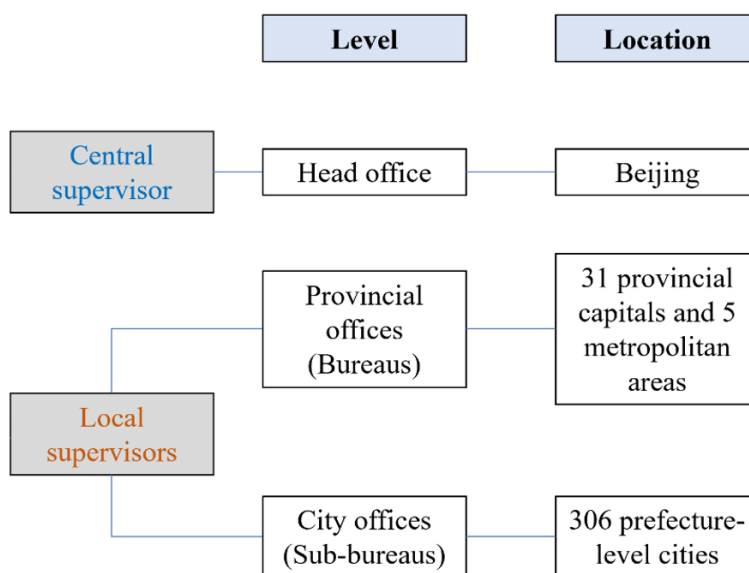 Level
Location
Central
supervisor
Head office
Beijing
Provincial
offices
(Bureaus)
31 provincial
capitals and 5
metropolitan
areas
Local
supervisors
City offices
(Sub-bureaus)
306 prefecture-
level cities